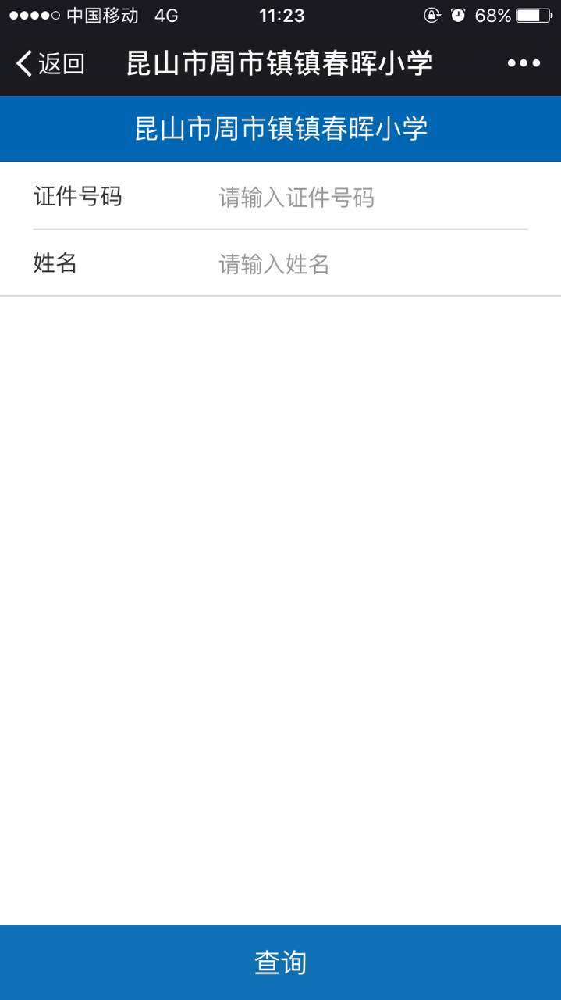 中国移动 4G 11:23 68%
返回 昆山市周市镇镇春晖小学
昆山市周市镇镇春晖小学
证件号码 请输入证件号码
姓名 请输入姓名
查询